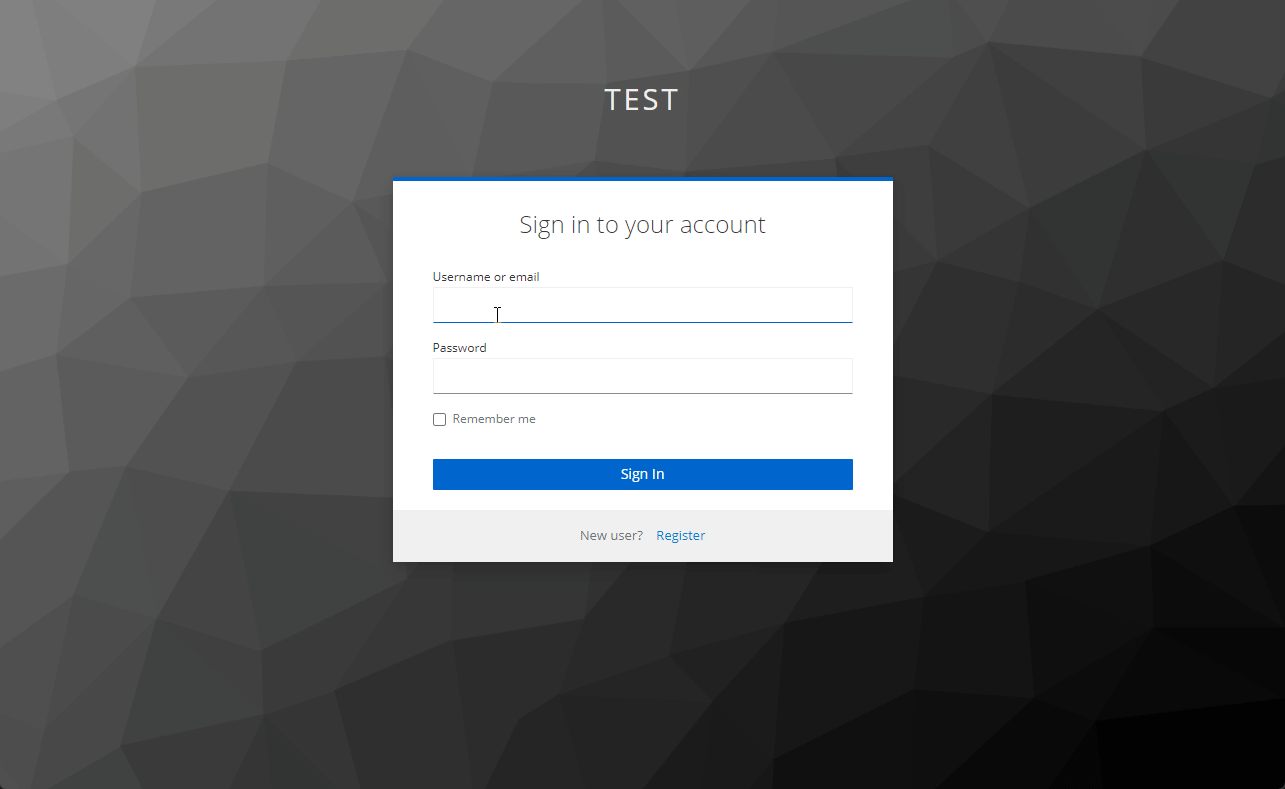 TEST
Sign in to your account
Username or email
Password
Remember me
Sign In
New user? Register